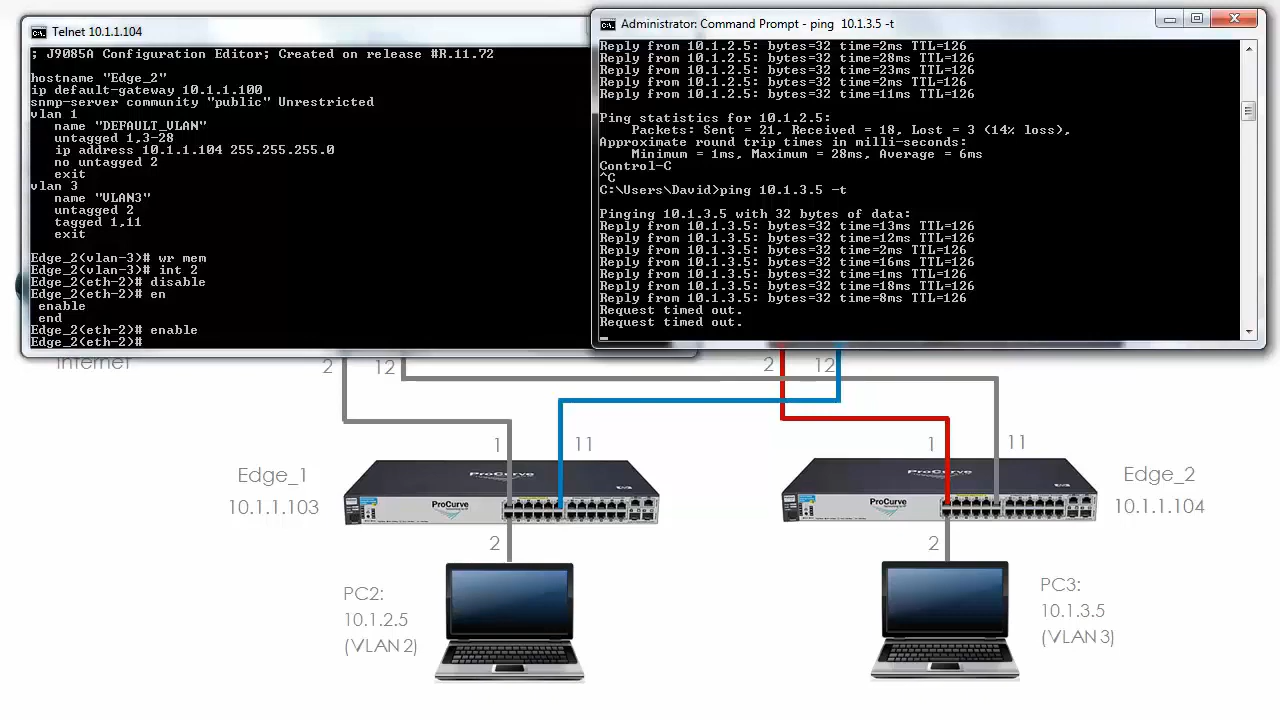 Telnet 10.1.1.104
; J9085A Configuration Editor; Created on release #R.11.72
hostname "Edge_2"
ip default-gateway 10.1.1.100
snmp-server community "public" Unrestricted
vlan 1
name "DEFAULT_VLAN"
untagged 1,3-28
ip address 10.1.1.104 255.255.255.0
no untagged 2
exit
vlan 3
name "VLAN3"
untagged 2
tagged 1,11
exit
Edge_2(vlan-3)# wr mem
Edge_2(vlan-3)# int 2
Edge_2(eth-2)# disable
Edge_2(eth-2)# en
enable
end
Edge_2(eth-2)# enable
Edge_2(eth-2)#
Administrator: Command Prompt - ping 10.1.3.5 -t
Reply from 10.1.2.5: bytes=32 time=2ms TTL=126
Reply from 10.1.2.5: bytes=32 time=28ms TTL=126
Reply from 10.1.2.5: bytes=32 time=23ms TTL=126
Reply from 10.1.2.5: bytes=32 time=2ms TTL=126
Reply from 10.1.2.5: bytes=32 time=11ms TTL=126
Ping statistics for 10.1.2.5:
Packets: Sent = 21, Received = 18, Lost = 3 (14% loss),
Approximate round trip times in milli-seconds:
Minimum = 1ms, Maximum = 28ms, Average = 6ms
Control-C
^C
C:\Users\David>ping 10.1.3.5 -t
Pinging 10.1.3.5 with 32 bytes of data:
Reply from 10.1.3.5: bytes=32 time=13ms TTL=126
Reply from 10.1.3.5: bytes=32 time=12ms TTL=126
Reply from 10.1.3.5: bytes=32 time=2ms TTL=126
Reply from 10.1.3.5: bytes=32 time=16ms TTL=126
Reply from 10.1.3.5: bytes=32 time=1ms TTL=126
Reply from 10.1.3.5: bytes=32 time=18ms TTL=126
Reply from 10.1.3.5: bytes=32 time=8ms TTL=126
Request timed out.
Request timed out.
Internet
2 12 2 12
1 11 1 11
Edge_1
10.1.1.103
ProCurve
ProCurve
ProCurve
ProCurve
Edge_2
10.1.1.104
2 2
PC2:
10.1.2.5
(VLAN 2)
PC3:
10.1.3.5
(VLAN 3)